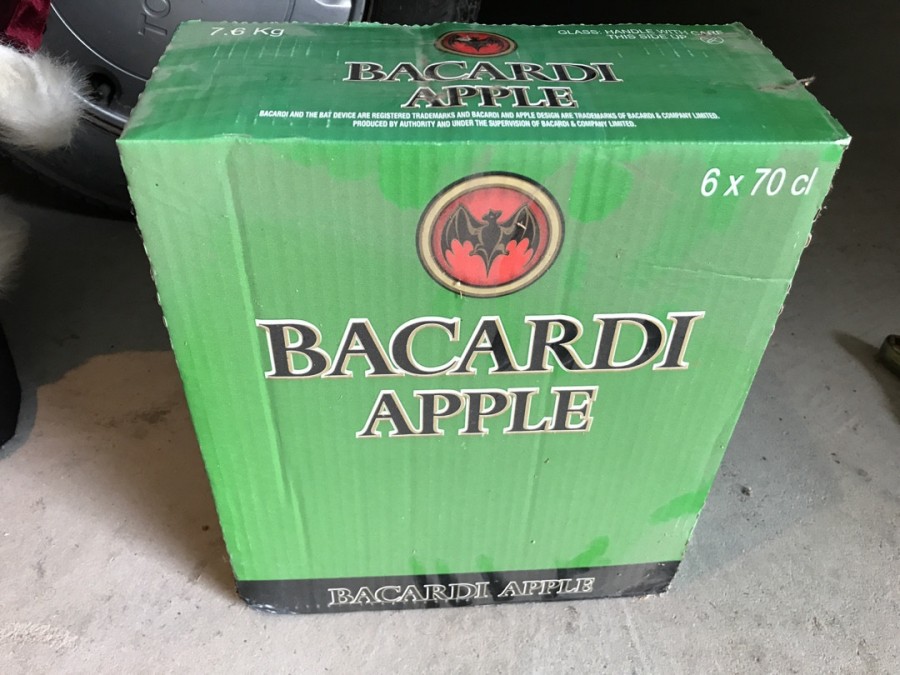 7.6 Kg
GLASS: HANDLE WITH CARE
THIS SIDE UP
BACARDI
APPLE
BACARDI AND THE BAT DEVICE ARE REGISTERED TRADEMARKS AND BACARDI AND APPLE DESIGN ARE TRADEMARKS OF BACARDI & COMPANY LIMITED.
PRODUCED BY AUTHORITY AND UNDER THE SUPERVISION OF BACARDI & COMPANY LIMITED.
6 x 70 cl
BACARDI
APPLE
BACARDI APPLE